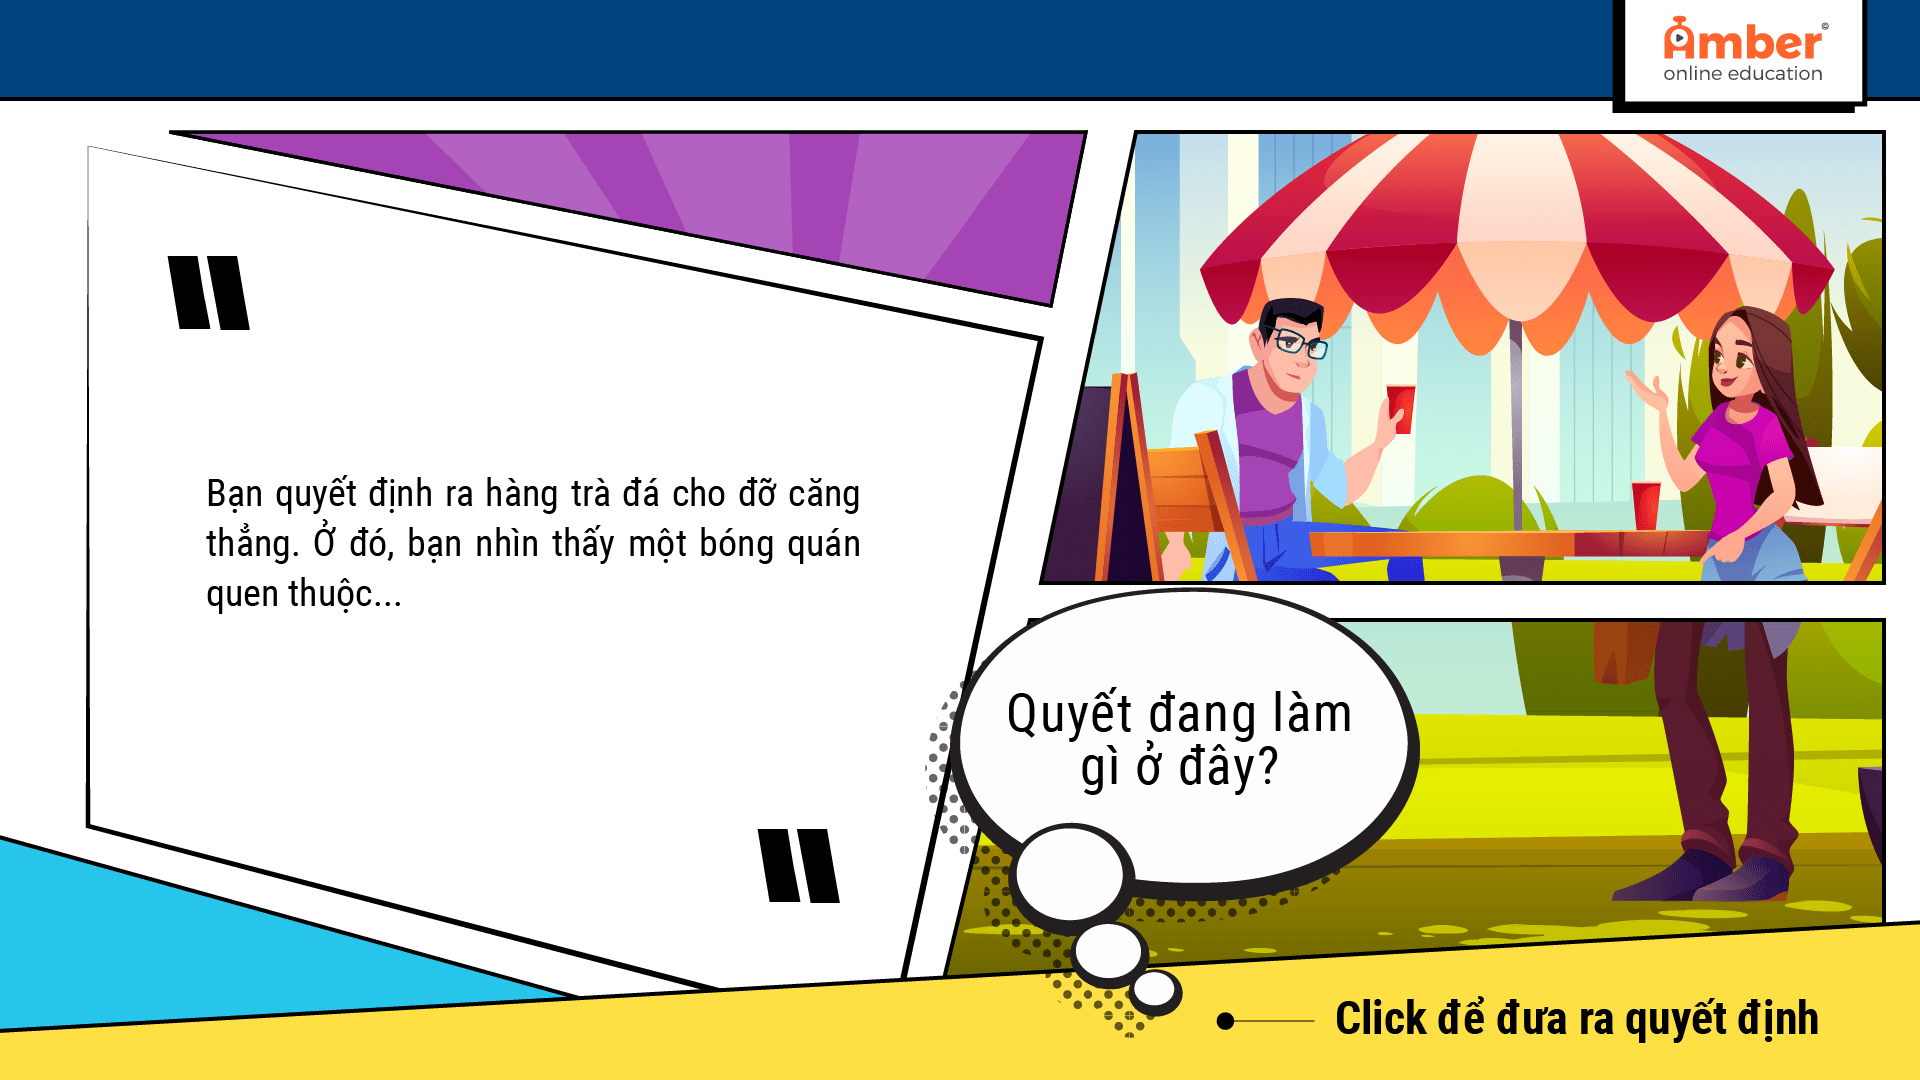 Amber©
online education
Bạn quyết định ra hàng trà đá cho đỡ căng
thẳng. Ở đó, bạn nhìn thấy một bóng quán
quen thuộc...
Quyết đang làm
gì ở đây?
Click để đưa ra quyết định